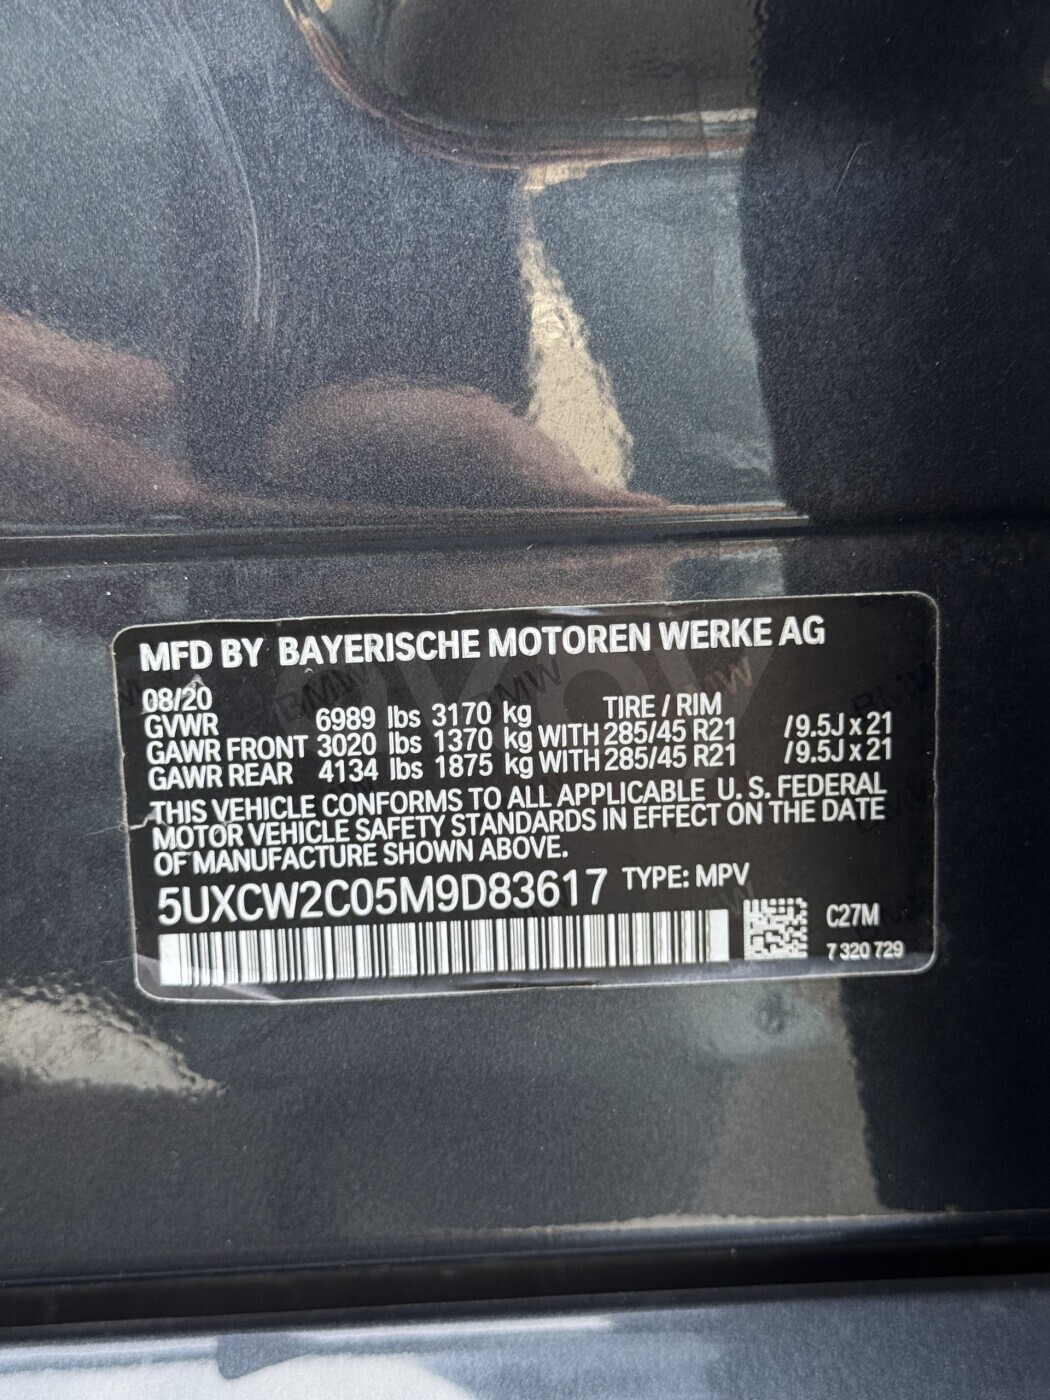 MFD BY BAYERISCHE MOTOREN WERKE AG
08/20
GVWR 6989 lbs 3170 kg TIRE / RIM
GAWR FRONT 3020 lbs 1370 kg WITH 285/45 R21 /9.5J x 21
GAWR REAR 4134 lbs 1875 kg WITH 285/45 R21 /9.5J x 21
THIS VEHICLE CONFORMS TO ALL APPLICABLE U. S. FEDERAL
MOTOR VEHICLE SAFETY STANDARDS IN EFFECT ON THE DATE
OF MANUFACTURE SHOWN ABOVE.
5UXCW2C05M9D83617 TYPE: MPV
C27M
7 320 729